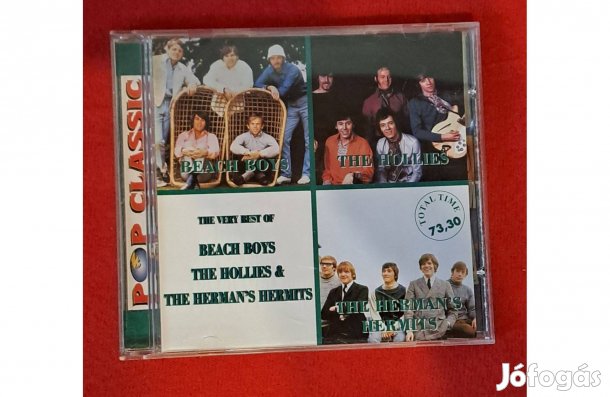 POP CLASSIC
BEACH BOYS
THE HOLLIES
THE VERY BEST OF
BEACH BOYS
THE HOLLIES &
THE HERMAN'S HERMITS
TOTAL TIME
73,30
THE HERMAN'S
HERMITS
Jófogás